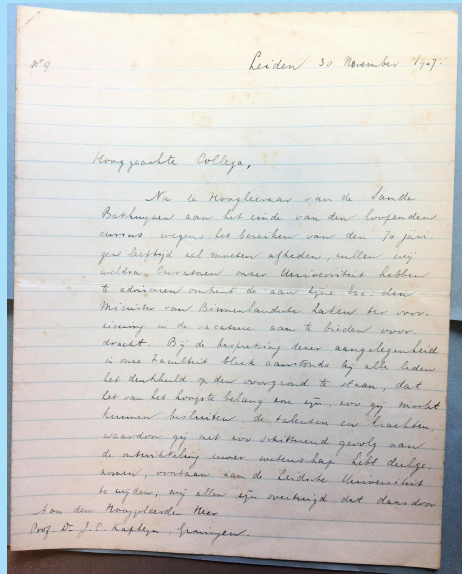 No 9
Leiden 30 November 1907.
Hooggeachte Collega,
Nu de Hoogleeraar van de Sande
Bakhuyzen aan het einde van den loopenden
cursus wegens het bereiken van den 70 jari
gen leeftijd zal moeten aftreden, zullen wij
weldra Curatoren onzer Universiteit hebben
te adviseren omtrent de aan Zijne Exc. den
Minister van Binnenlandsche Zaken ter voor-
ziening in de vacature aan te bieden voor-
dracht. Bij de bespreking dezer aangelegenheid
in onze Faculteit bleek aanstonds bij alle leden
het denkbeeld op den voorgrond te staan, dat
het van het hoogste belang zou zijn, zoo gij mocht
kunnen besluiten, de talenten en krachten,
waardoor gij met zoo schitterend gevolg aan
de ontwikkeling uwer wetenschap hebt deelge-
nomen, voortaan aan de Leidsche Universiteit
te wijden; wij allen zijn overtuigd dat daardoor
Aan den Hooggeleerde Heer
Prof. Dr. J. C. Kapteyn, Groningen.